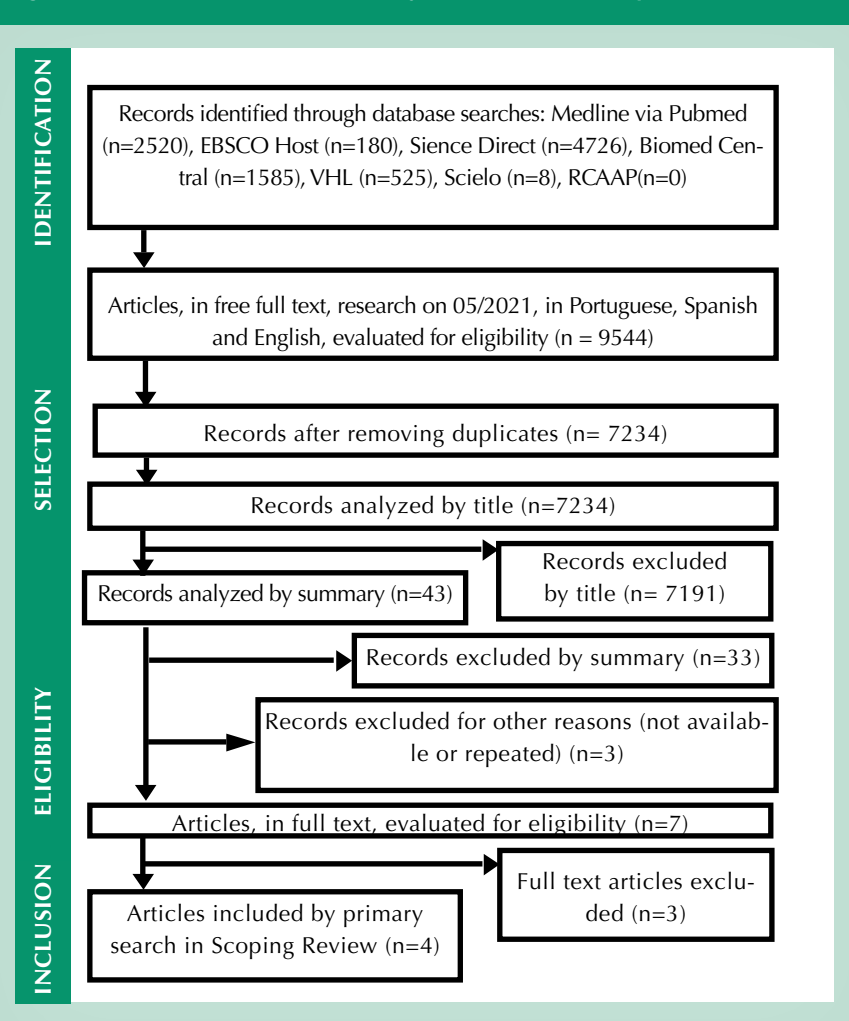 IDENTIFICATION
Records identified through database searches: Medline via Pubmed
(n=2520), EBSCO Host (n=180), Sience Direct (n=4726), Biomed Cen-
tral (n=1585), VHL (n=525), Scielo (n=8), RCAAP(n=0)
Articles, in free full text, research on 05/2021, in Portuguese, Spanish
and English, evaluated for eligibility (n = 9544)
SELECTION
Records after removing duplicates (n= 7234)
Records analyzed by title (n=7234)
Records excluded
by title (n= 7191)
Records analyzed by summary (n=43)
Records excluded by summary (n=33)
ELIGIBILITY
Records excluded for other reasons (not availab-
le or repeated) (n=3)
Articles, in full text, evaluated for eligibility (n=7)
INCLUSION
Full text articles exclu-
ded (n=3)
Articles included by primary
search in Scoping Review (n=4)